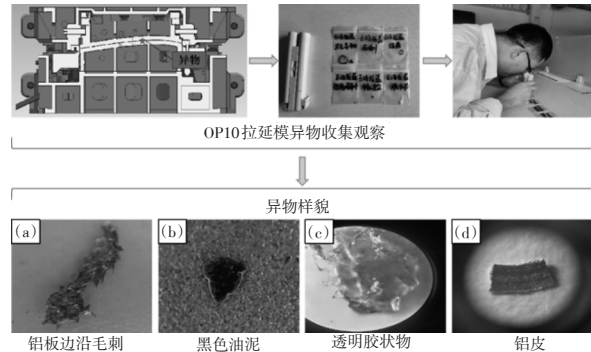 异物
OP10拉延模异物收集观察
异物样貌
(a)
(b)
(c)
(d)
铝板边沿毛刺
黑色油泥
透明胶状物
铝皮